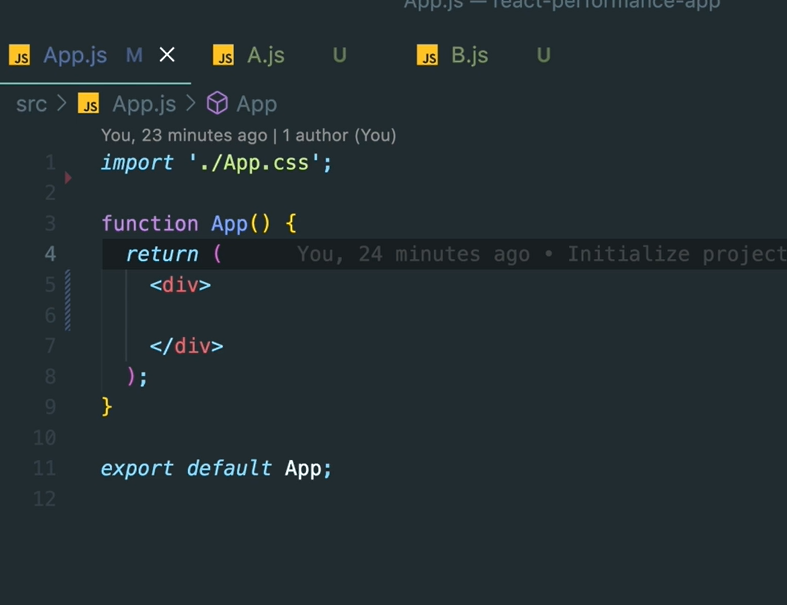 App.js — react-performance-app
JS App.js M JS A.js U JS B.js U
src > JS App.js > App
You, 23 minutes ago | 1 author (You)
1 import './App.css';
2
3 function App() {
4 return ( You, 24 minutes ago • Initialize project
5 <div>
6
7 </div>
8 );
9 }
10
11 export default App;
12